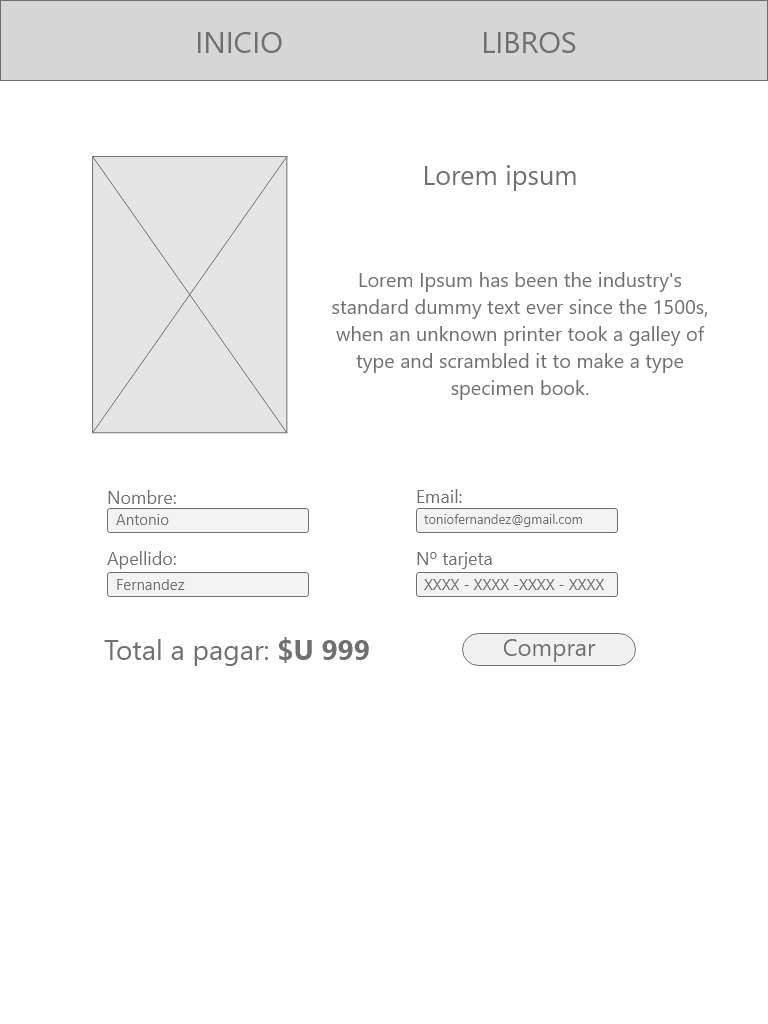 INICIO LIBROS
Lorem ipsum
Lorem Ipsum has been the industry's
standard dummy text ever since the 1500s,
when an unknown printer took a galley of
type and scrambled it to make a type
specimen book.
Nombre:
Antonio
Email:
toniofernandez@gmail.com
Apellido:
Fernandez
Nº tarjeta
XXXX - XXXX -XXXX - XXXX
Total a pagar: $U 999
Comprar